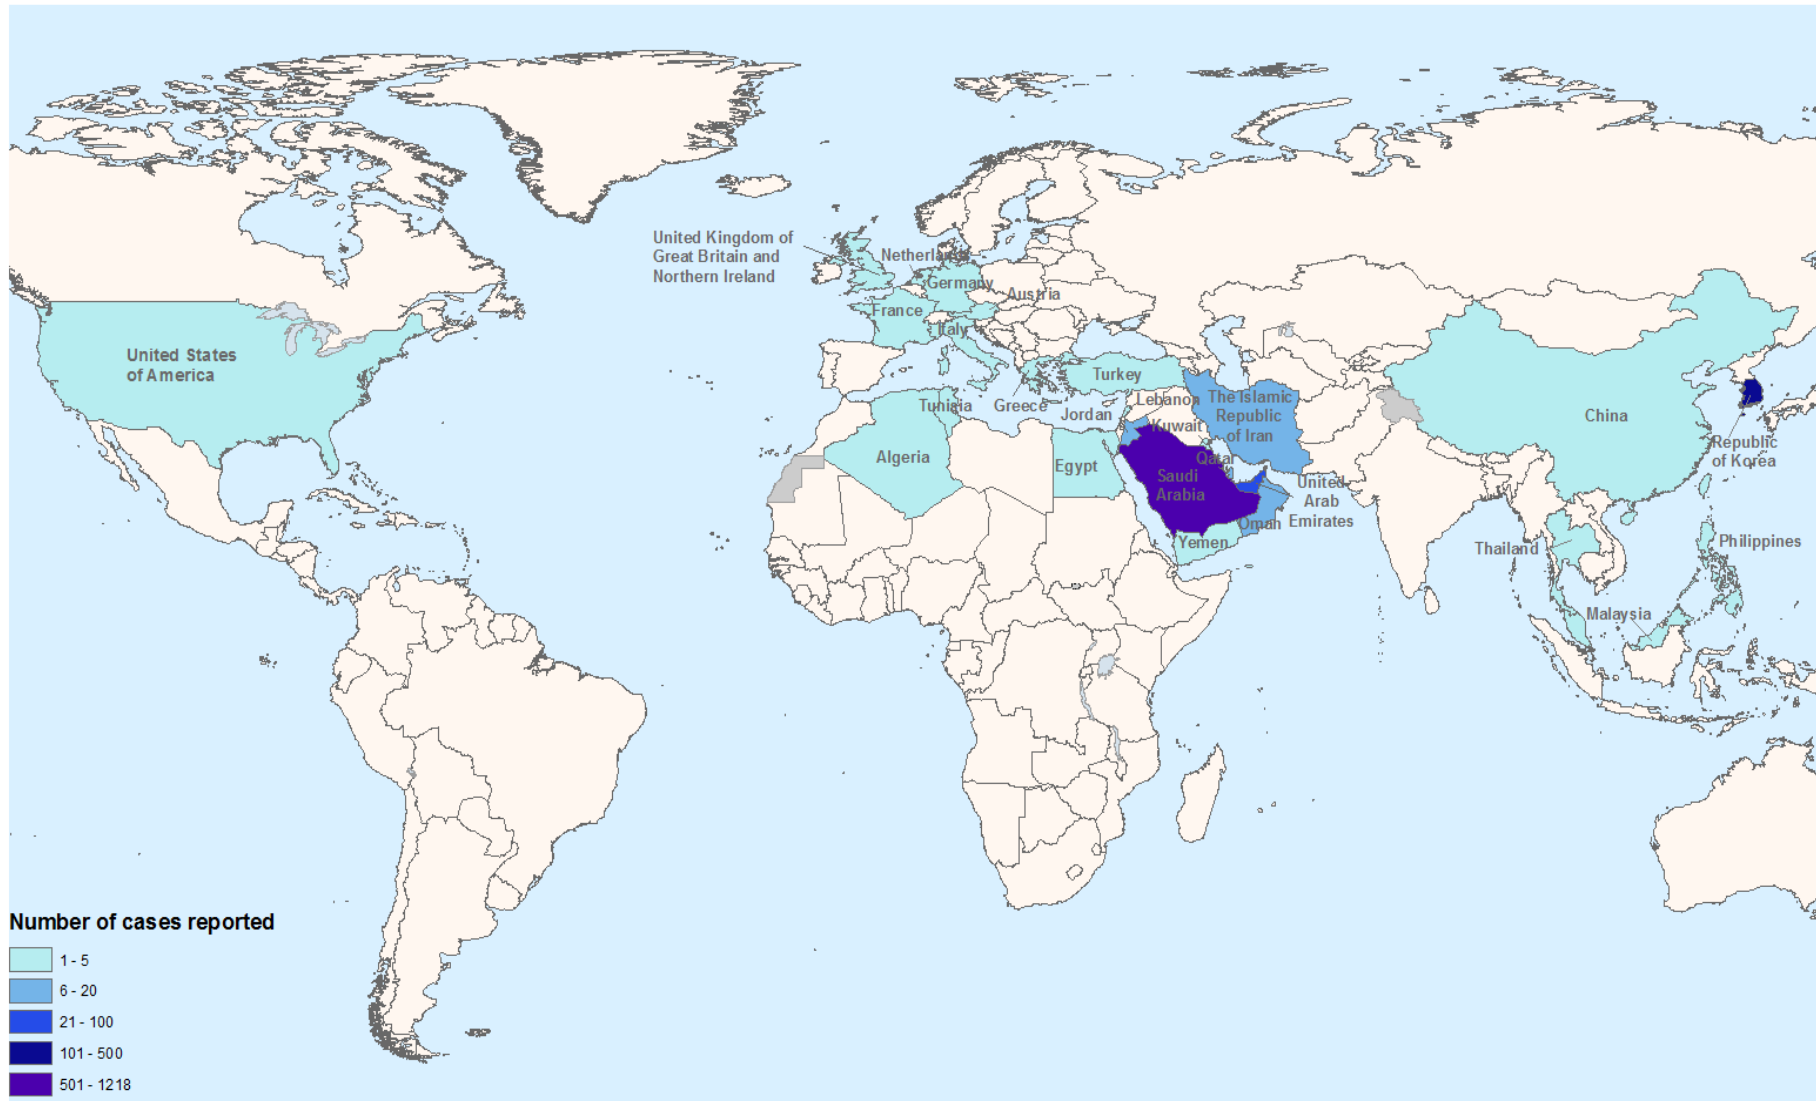 United Kingdom of
Great Britain and
Northern Ireland
Netherlands
Germany
Austria
France
Italy
United States
of America
Turkey
Tunisia
Greece
Jordan
Lebanon
The Islamic
Republic
of Iran
Kuwait
China
Republic
of Korea
Algeria
Egypt
Qatar
Saudi
Arabia
United
Arab
Emirates
Oman
Yemen
Thailand
Philippines
Malaysia
Number of cases reported
1 - 5
6 - 20
21 - 100
101 - 500
501 - 1218